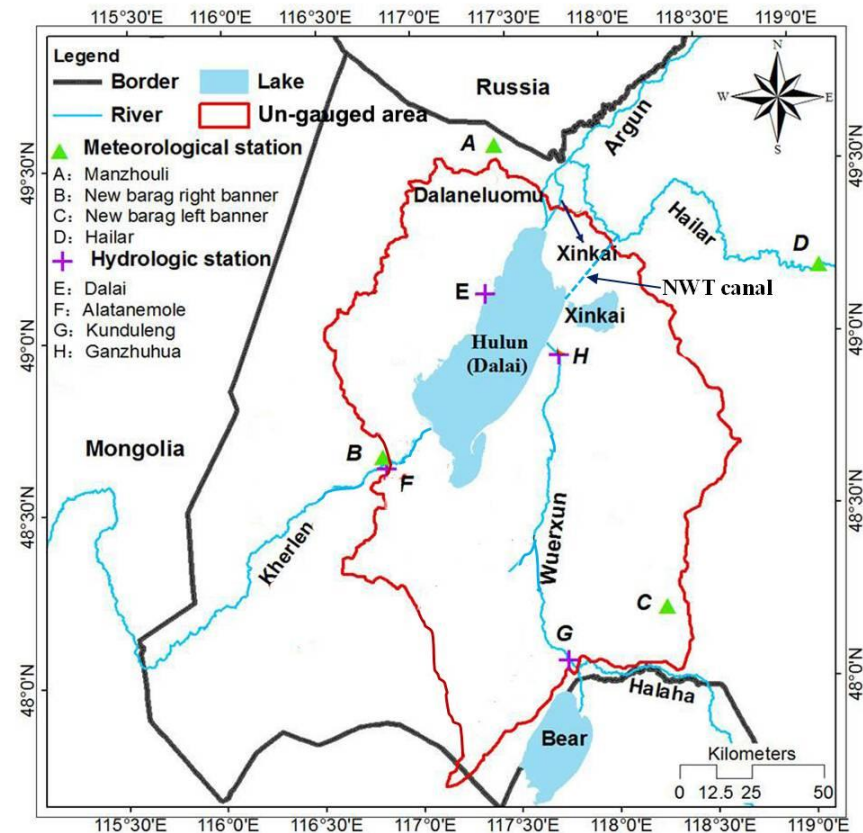 115°0'E 116°0'E 117°0'E 117°30'E 118°0'E 118°30'E 119°0'E
Legend
Border
Lake
River
Un-gauged area
Meteorological station
A: Manzhouli
B: New barag right banner
C: New barag left banner
D: Hailar
Hydrologic station
E: Dalai
F: Alatanemole
G: Kunduleng
H: Ganzhuhua
Russia
N
W
E
S
Argun
A
49°30'N
49°30'N
Dalaneluomu
Hailar
D
Xinkai
NWT canal
E
Xinkai
49°0'N
49°0'N
Hulun
(Dalai)
H
Mongolia
B
F
48°30'N
48°30'N
Kherlen
Wuerxun
C
G
48°0'N
48°0'N
Halaha
Bear
Kilometers
0 12.5 25 50
115°30'E 116°0'E 116°30'E 117°0'E 117°30'E 118°0'E 118°30'E 119°0'E